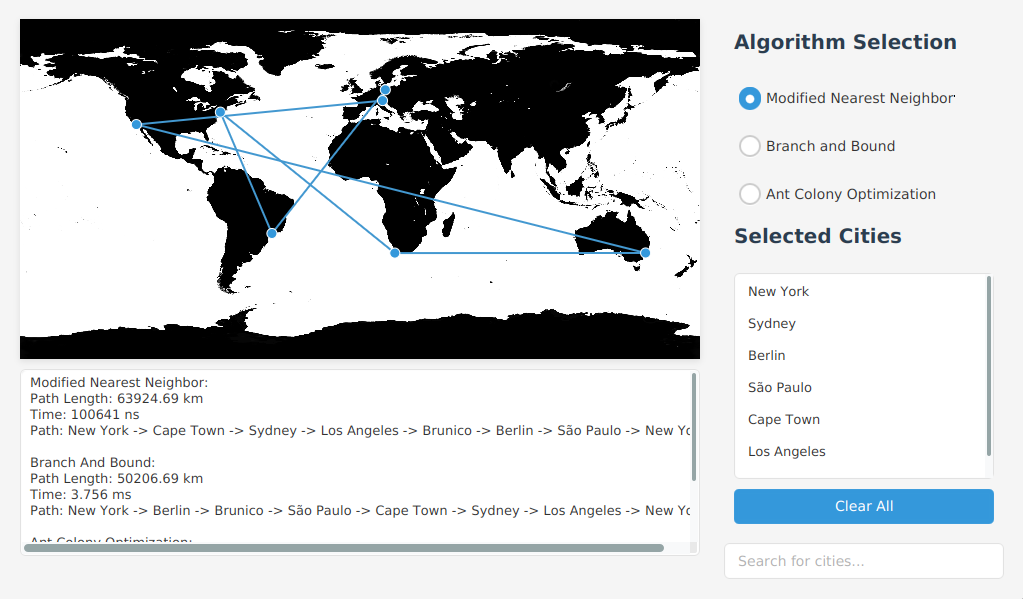 Algorithm Selection
Modified Nearest Neighbor
Branch and Bound
Ant Colony Optimization
Selected Cities
New York
Sydney
Berlin
São Paulo
Cape Town
Los Angeles
Clear All
Search for cities...
Modified Nearest Neighbor:
Path Length: 63924.69 km
Time: 100641 ns
Path: New York -> Cape Town -> Sydney -> Los Angeles -> Brunico -> Berlin -> São Paulo -> New
Branch And Bound:
Path Length: 50206.69 km
Time: 3.756 ms
Path: New York -> Berlin -> Brunico -> São Paulo -> Cape Town -> Sydney -> Los Angeles -> New
Ant Colony Optimization: